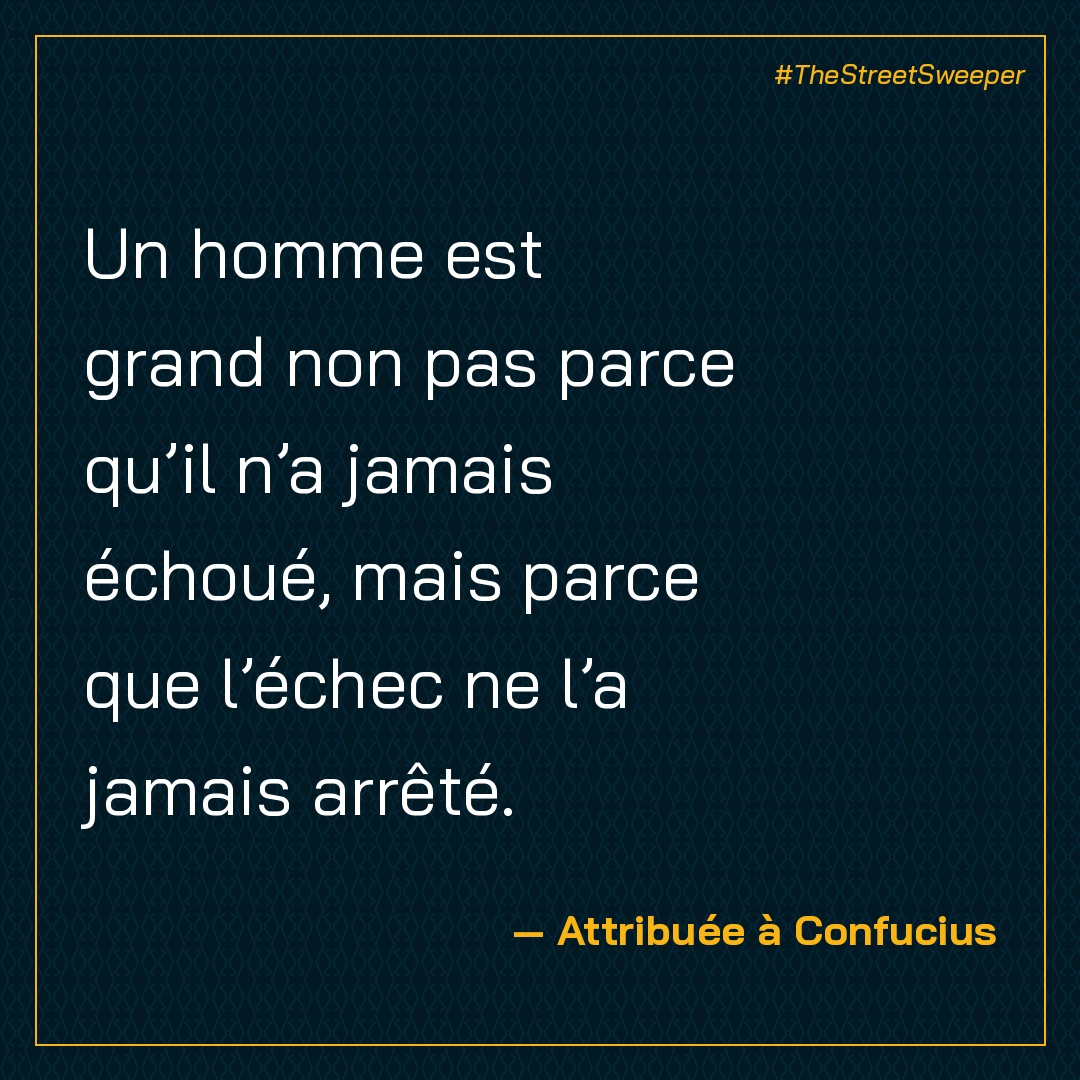 #TheStreetSweeper
Un homme est
grand non pas parce
qu’il n’a jamais
échoué, mais parce
que l’échec ne l’a
jamais arrêté.
— Attribuée à Confucius